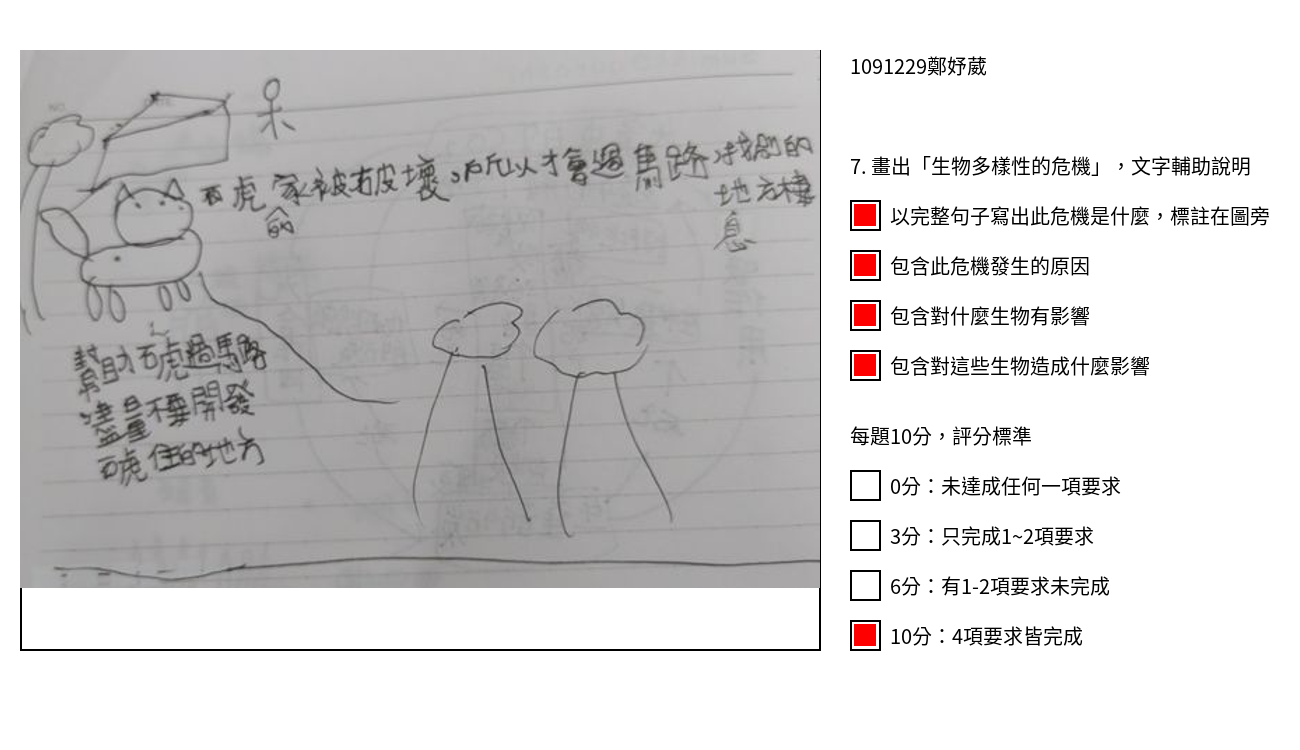 石虎的家被破壞。所以才會過馬路找別的
地方棲
息
幫助石虎過馬路
儘量不要開發
石虎住的地方
1091229鄭妤葳
7. 畫出「生物多樣性的危機」，文字輔助說明
以完整句子寫出此危機是什麼，標註在圖旁
包含此危機發生的原因
包含對什麼生物有影響
包含對這些生物造成什麼影響
每題10分，評分標準
0分：未達成任何一項要求
3分：只完成1~2項要求
6分：有1-2項要求未完成
10分：4項要求皆完成